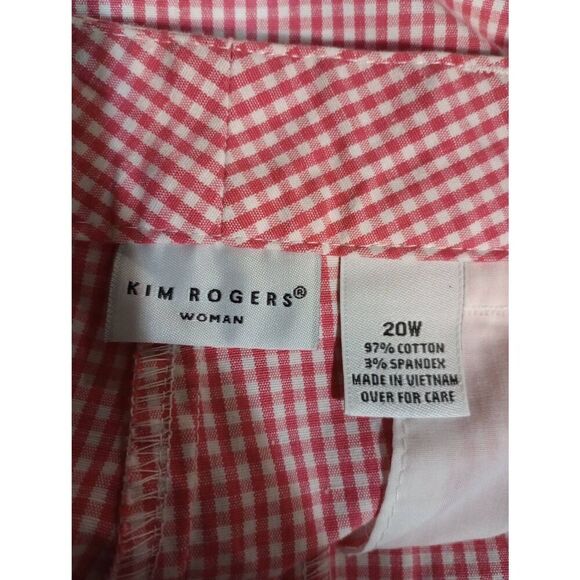 KIM ROGERS®
WOMAN
20W
97% COTTON
3% SPANDEX
MADE IN VIETNAM
OVER FOR CARE